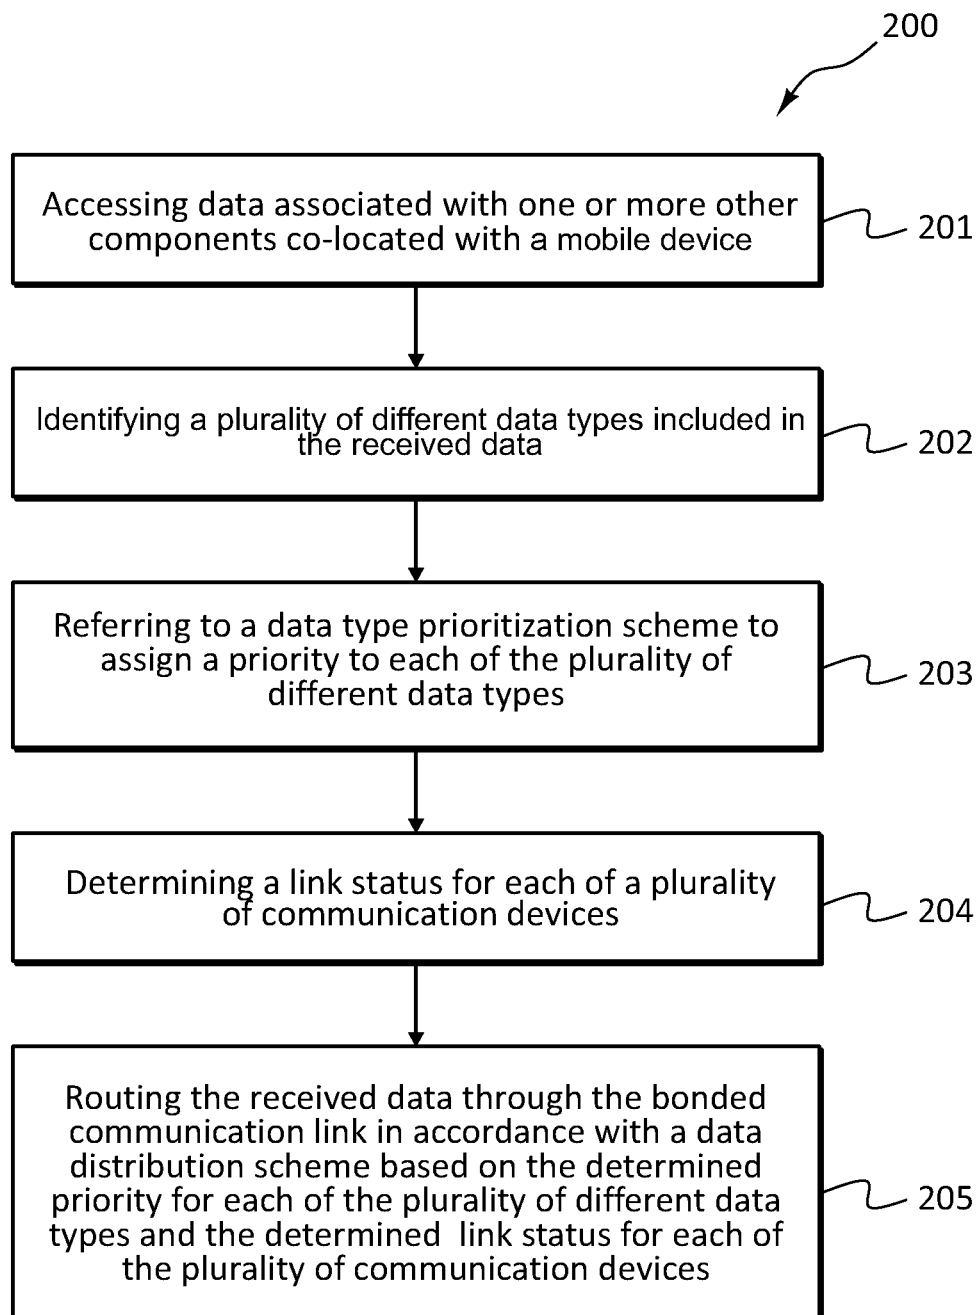 200
Accessing data associated with one or more other
components co-located with a mobile device
201
Identifying a plurality of different data types included in
the received data
202
Referring to a data type prioritization scheme to
assign a priority to each of the plurality of
different data types
203
Determining a link status for each of a plurality
of communication devices
204
Routing the received data through the bonded
communication link in accordance with a data
distribution scheme based on the determined
priority for each of the plurality of different data
types and the determined link status for each of
the plurality of communication devices
205